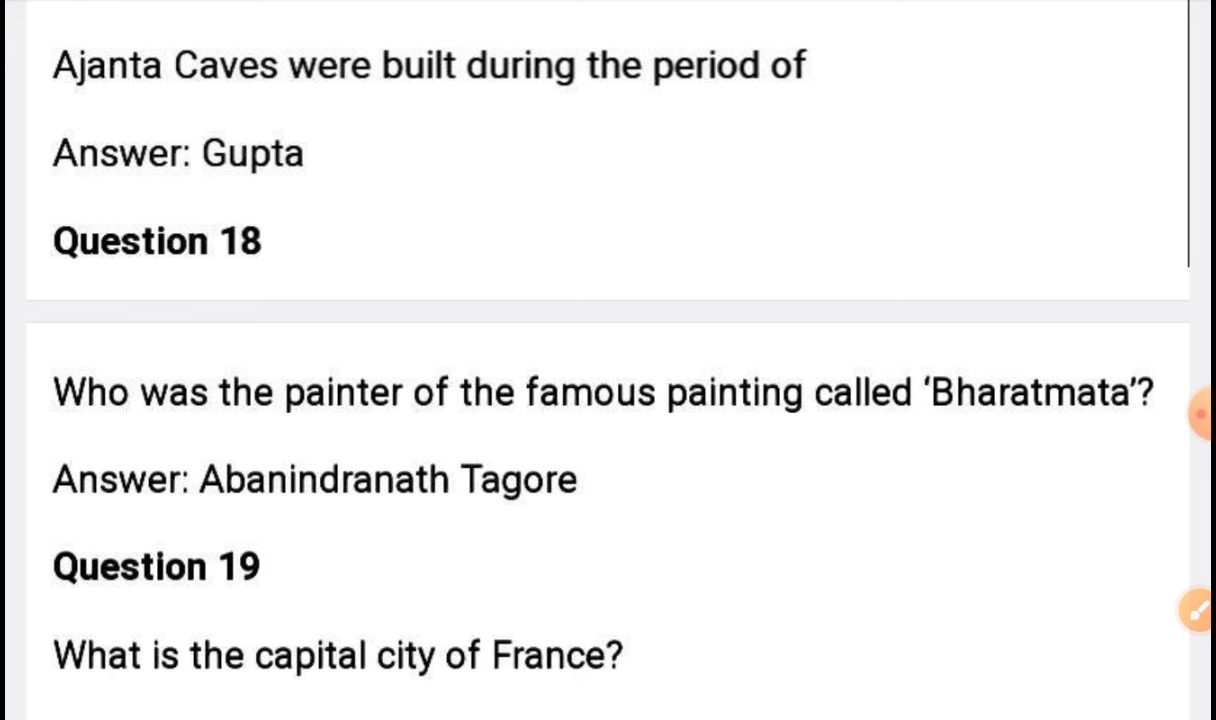 Ajanta Caves were built during the period of
Answer: Gupta
Question 18
Who was the painter of the famous painting called ‘Bharatmata’?
Answer: Abanindranath Tagore
Question 19
What is the capital city of France?